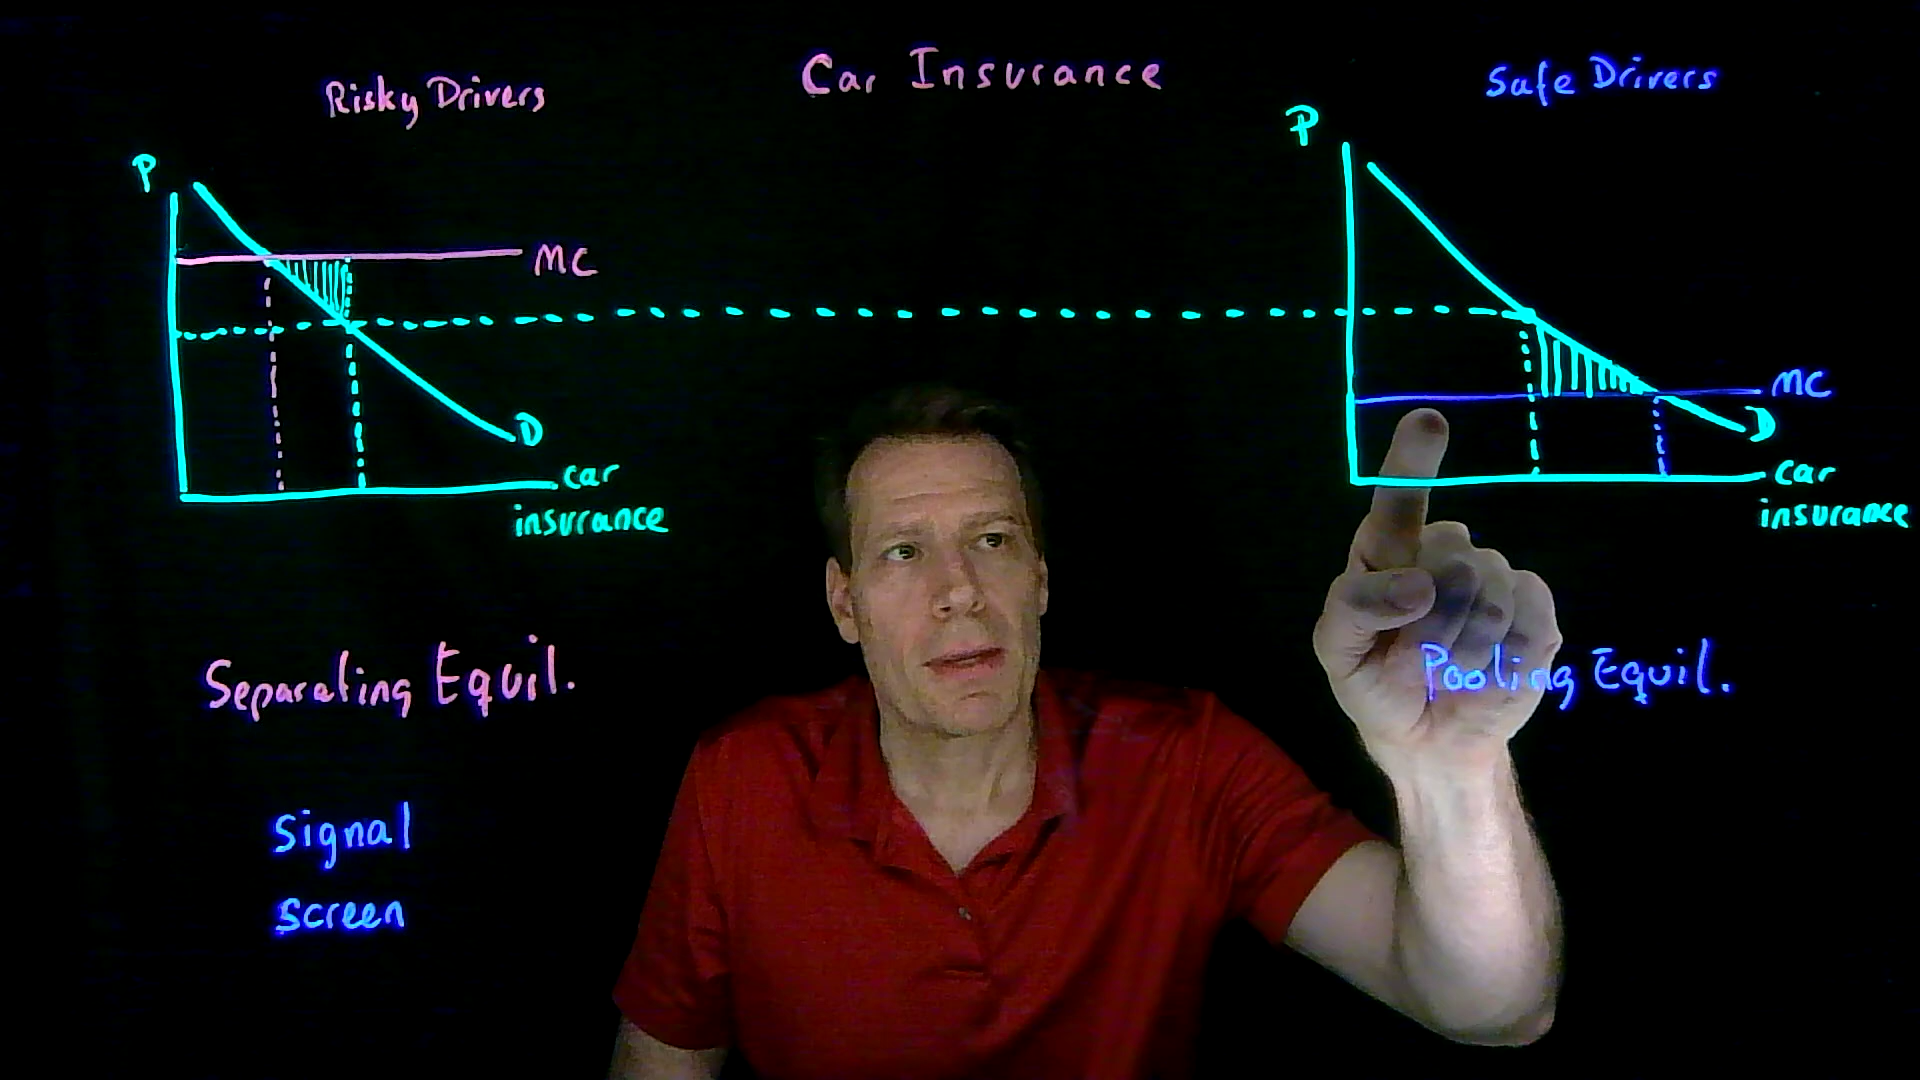 Car Insurance
Risky Drivers
P
MC
D
car
insurance
Safe Drivers
P
MC
D
car
insurance
Separating Equil.
Pooling Equil.
Signal
Screen